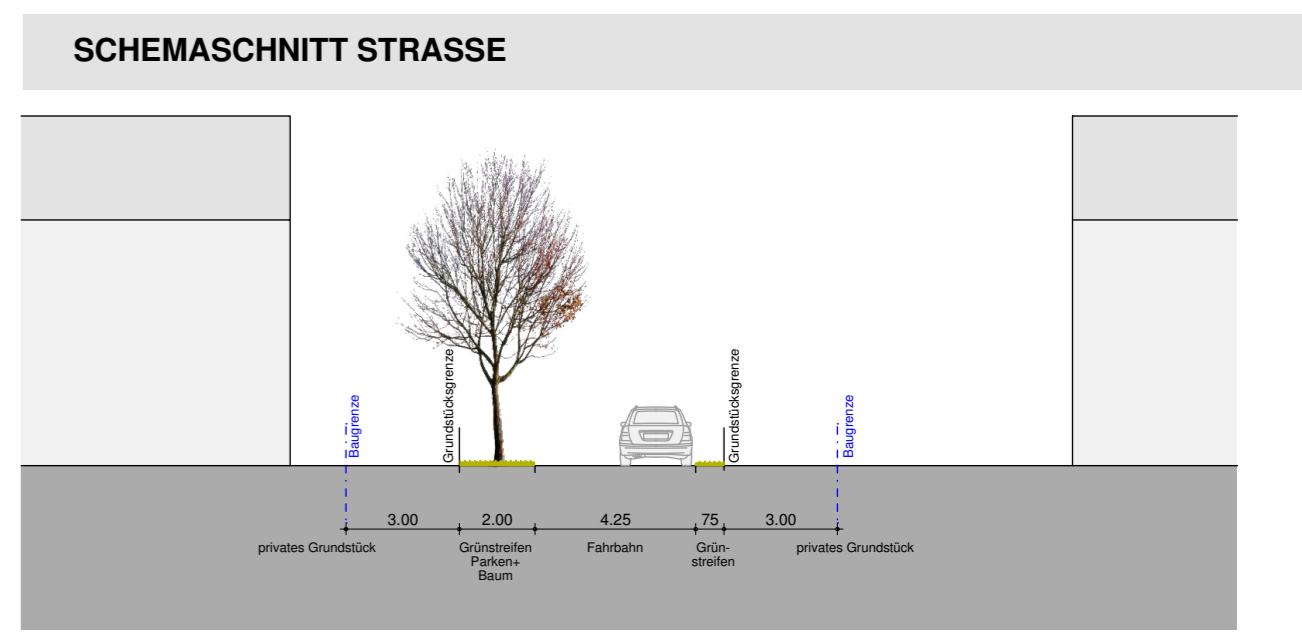 SCHEMASCHNITT STRASSE
Baugrenze
Grundstücksgrenze
Grundstücksgrenze
Baugrenze
3.00 2.00 4.25 75 3.00
privates Grundstück
Grünstreifen
Parken+
Baum
Fahrbahn
Grün-
streifen
privates Grundstück